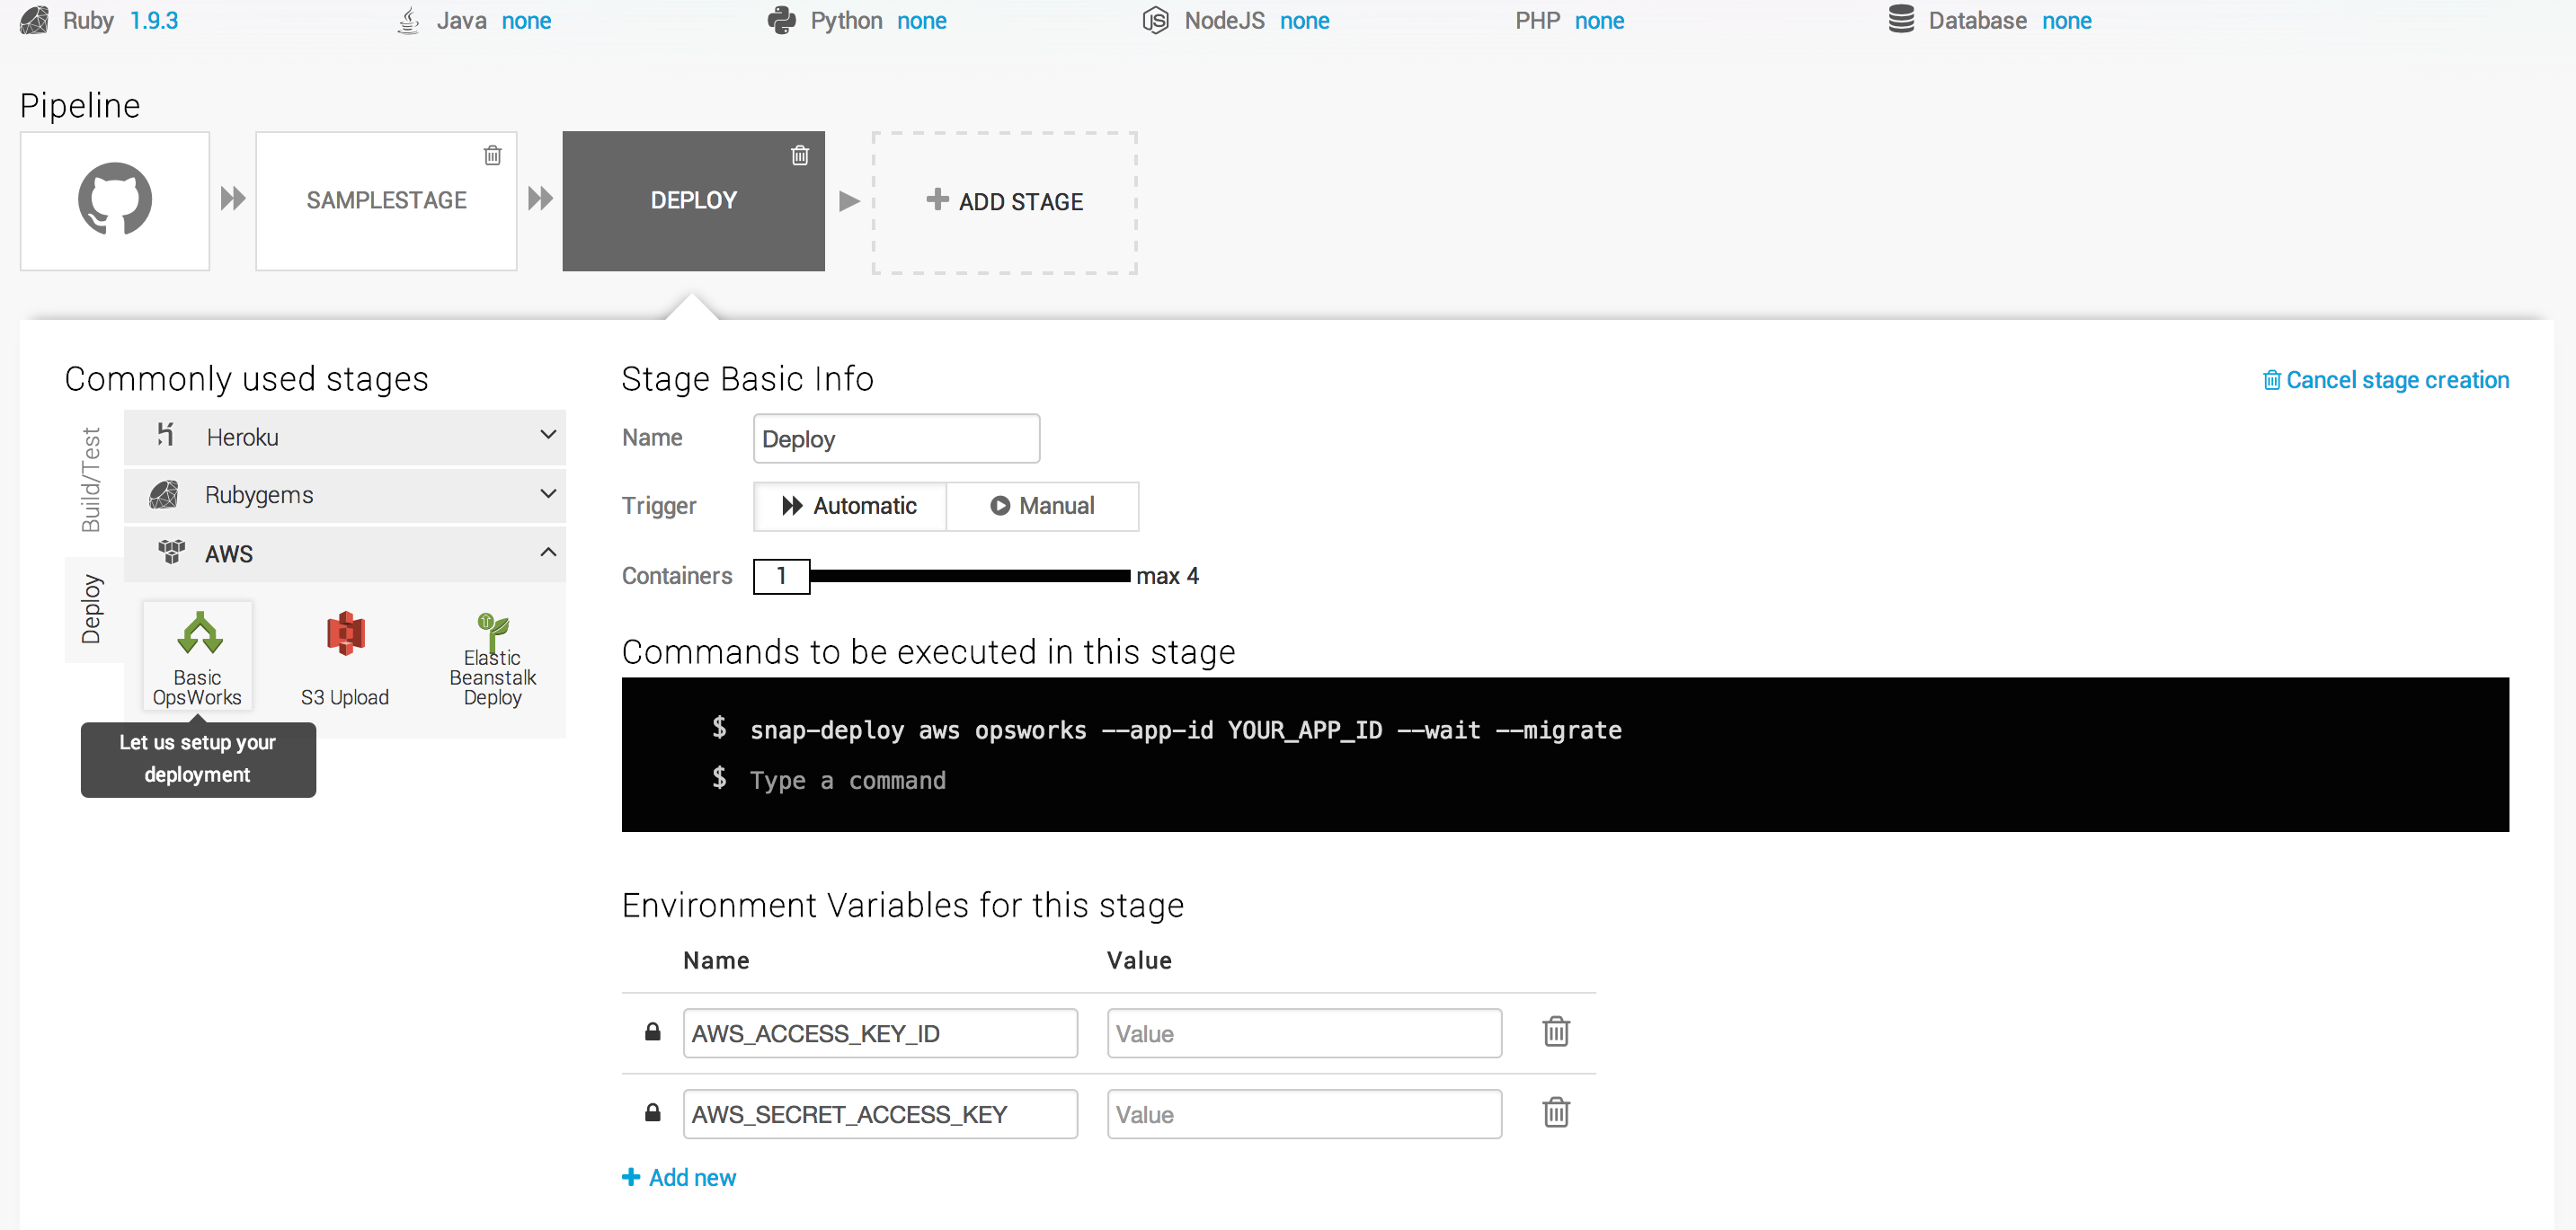 Ruby 1.9.3 Java none Python none NodeJS none PHP none Database none
Pipeline
SAMPLESTAGE
DEPLOY
ADD STAGE
Commonly used stages
Build/Test
Deploy
Heroku
Rubygems
AWS
Basic
OpsWorks
S3 Upload
Elastic
Beanstalk
Deploy
Let us setup your
deployment
Stage Basic Info
Cancel stage creation
Name Deploy
Trigger Automatic Manual
Containers 1 max 4
Commands to be executed in this stage
$ snap-deploy aws opsworks --app-id YOUR_APP_ID --wait --migrate
$ Type a command
Environment Variables for this stage
Name Value
AWS_ACCESS_KEY_ID Value
AWS_SECRET_ACCESS_KEY Value
Add new